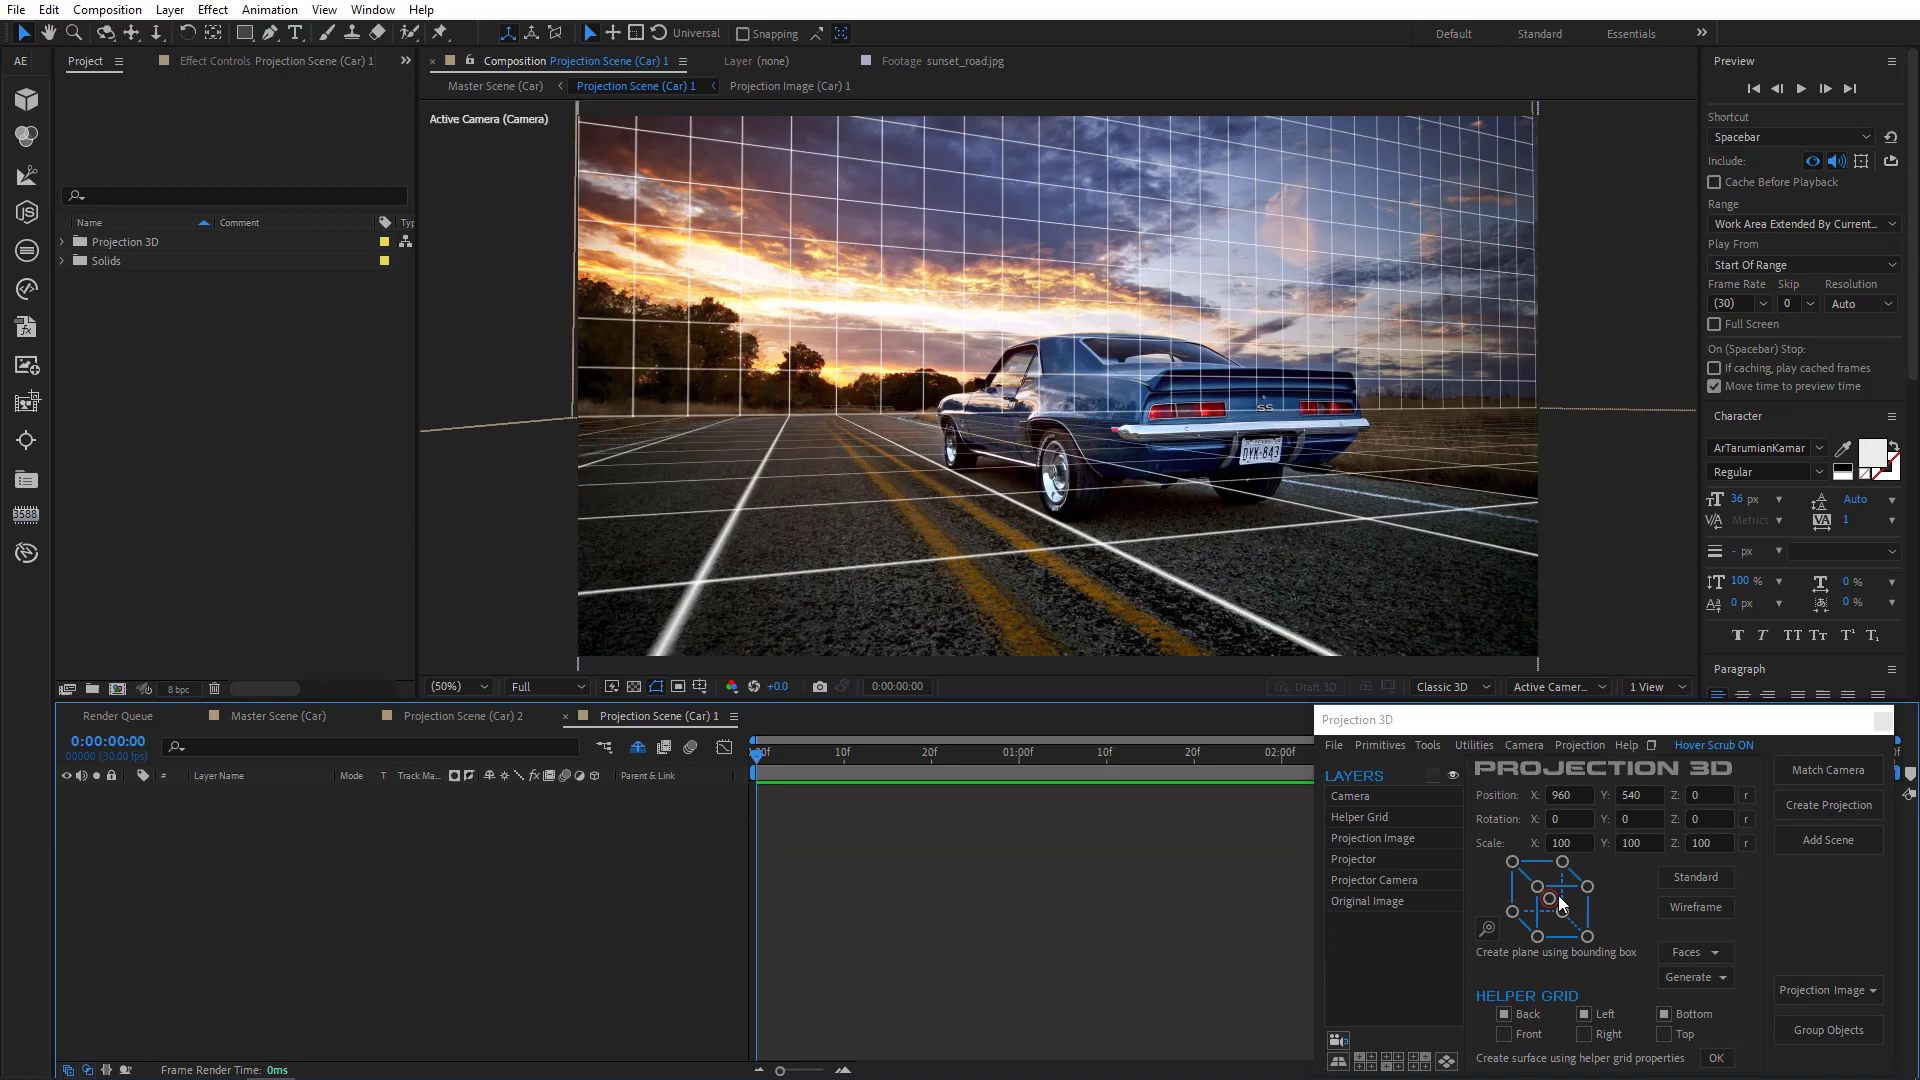 File Edit Composition Layer Effect Animation View Window Help
Universal Snapping Default Standard Essentials
AE Project Effect Controls Projection Scene (Car) 1
Composition Projection Scene (Car) 1 Layer (none) Footage sunset_road.jpg
Master Scene (Car) Projection Scene (Car) 1 Projection Image (Car) 1
Active Camera (Camera)
Name Comment Typ
Projection 3D
Solids
SS
DYK·843
3588
8 bpc
(50%) Full +0.0 0:00:00:00 Draft 3D Classic 3D Active Camer... 1 View
Preview
Shortcut
Spacebar
Include:
Cache Before Playback
Range
Work Area Extended By Current...
Play From
Start Of Range
Frame Rate Skip Resolution
(30) 0 Auto
Full Screen
On (Spacebar) Stop:
If caching, play cached frames
Move time to preview time
Character
ArTarumianKamar
Regular
36 px Auto
Metrics 1
- px
100 % 0 %
0 px 0 %
Paragraph
Render Queue Master Scene (Car) Projection Scene (Car) 2 Projection Scene (Car) 1
0:00:00:00
00000 (30.00 fps)
10f 20f 01:00f 10f 20f 02:00f
# Layer Name Mode T Track Ma... Parent & Link
Frame Render Time: 0ms
Projection 3D
File Primitives Tools Utilities Camera Projection Help Hover Scrub ON
LAYERS
Camera
Helper Grid
Projection Image
Projector
Projector Camera
Original Image
PROJECTION 3D
Position: X: 960 Y: 540 Z: 0 r
Rotation: X: 0 Y: 0 Z: 0 r
Scale: X: 100 Y: 100 Z: 100 r
Standard
Wireframe
Create plane using bounding box Faces
Generate
HELPER GRID
Back Left Bottom
Front Right Top
Create surface using helper grid properties OK
Match Camera
Create Projection
Add Scene
Projection Image
Group Objects